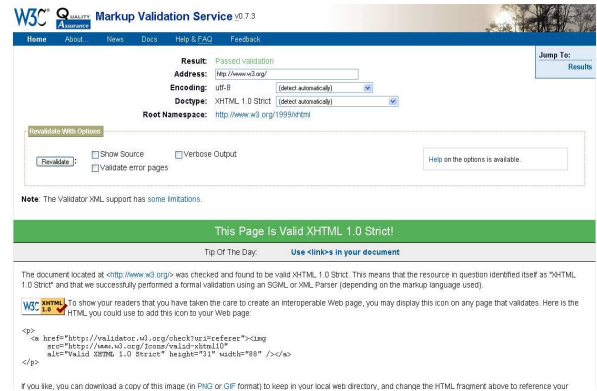 W3C® QUALITY Assurance Markup Validation Service v0.7.3
Home About... News Docs Help & FAQ Feedback
Jump To:
Results
Result: Passed validation
Address: http://www.w3.org/
Encoding: utf-8 (detect automatically)
Doctype: XHTML 1.0 Strict (detect automatically)
Root Namespace: http://www.w3.org/1999/xhtml
Revalidate With Options
Revalidate : Show Source Verbose Output
Validate error pages
Help on the options is available.
Note: The Validator XML support has some limitations.
This Page Is Valid XHTML 1.0 Strict!
Tip Of The Day: Use <link>s in your document
The document located at <http://www.w3.org/> was checked and found to be valid XHTML 1.0 Strict. This means that the resource in question identified itself as "XHTML
1.0 Strict" and that we successfully performed a formal validation using an SGML or XML Parser (depending on the markup language used).
W3C XHTML 1.0 To show your readers that you have taken the care to create an interoperable Web page, you may display this icon on any page that validates. Here is the
HTML you could use to add this icon to your Web page:
<p>
<a href="http://validator.w3.org/check?uri=referer"><img
src="http://www.w3.org/Icons/valid-xhtml10"
alt="Valid XHTML 1.0 Strict" height="31" width="88" /></a>
</p>
If you like, you can download a copy of this image (in PNG or GIF format) to keep in your local web directory, and change the HTML fragment above to reference your